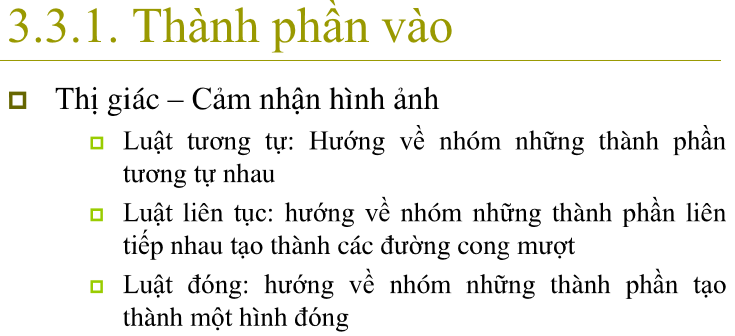 3.3.1. Thành phần vào
Thị giác – Cảm nhận hình ảnh
Luật tương tự: Hướng về nhóm những thành phần
tương tự nhau
Luật liên tục: hướng về nhóm những thành phần liên
tiếp nhau tạo thành các đường cong mượt
Luật đóng: hướng về nhóm những thành phần tạo
thành một hình đóng